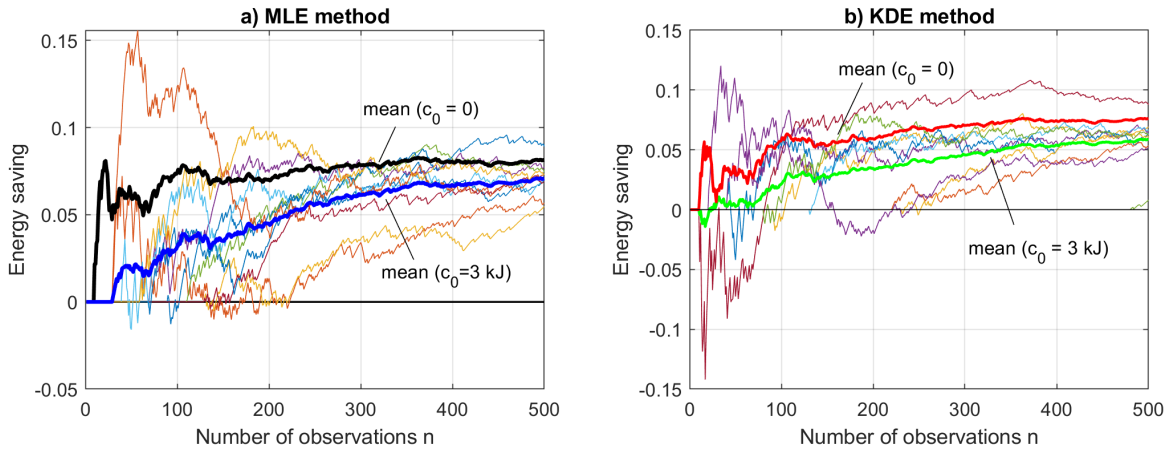 a) MLE method
0.15
0.1
0.05
0
-0.05
Energy saving
mean (c0 = 0)
mean (c0=3 kJ)
0 100 200 300 400 500
Number of observations n
b) KDE method
0.15
0.1
0.05
0
-0.05
-0.1
-0.15
Energy saving
mean (c0 = 0)
mean (c0 = 3 kJ)
0 100 200 300 400 500
Number of observations n